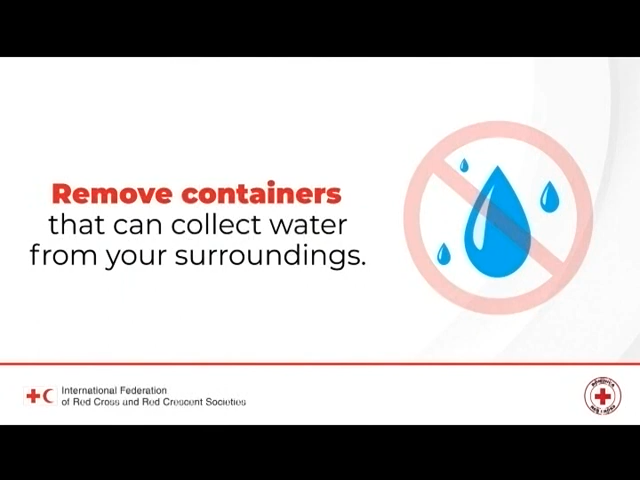 Remove containers
that can collect water
from your surroundings.
International Federation
of Red Cross and Red Crescent Societies